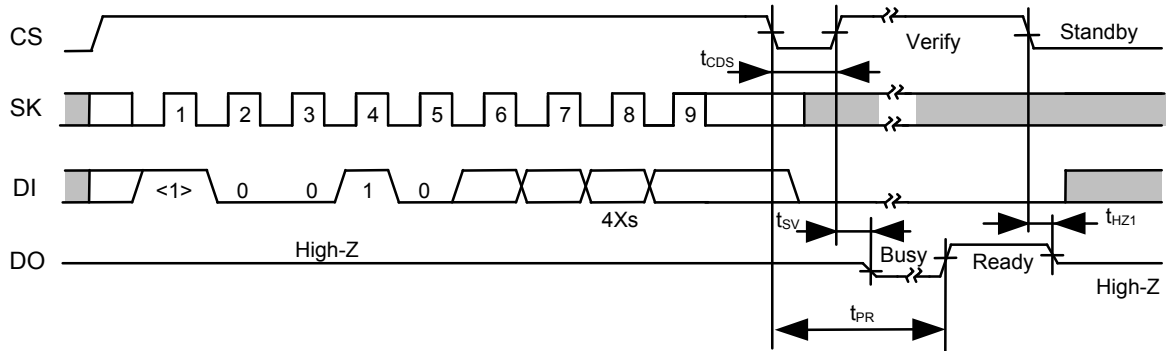 CS
Verify
Standby
tCDS
SK
1 2 3 4 5 6 7 8 9
DI
<1> 0 0 1 0
4Xs
tSV
tHZ1
DO
High-Z
Busy
Ready
High-Z
tPR